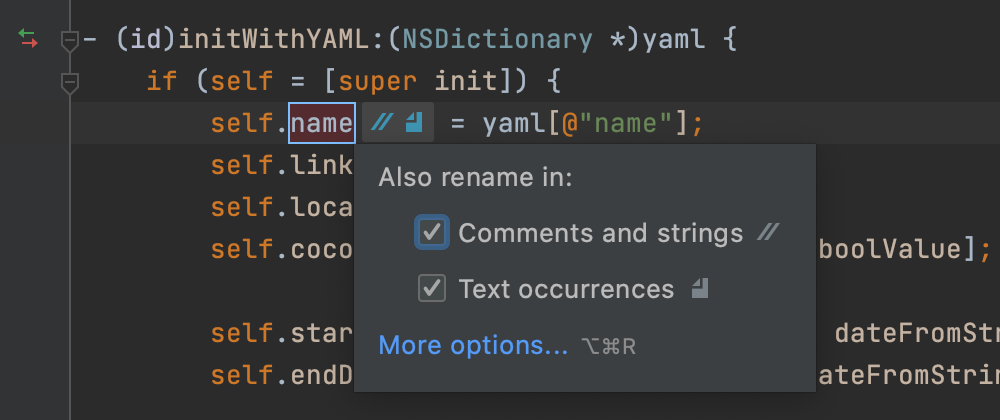 - (id)initWithYAML:(NSDictionary *)yaml {
if (self = [super init]) {
self.name // = yaml[@"name"];
Also rename in:
self.link
self.loca
Comments and strings //
self.coco boolValue];
Text occurrences
self.star dateFromStr
More options... ⌥⌘R
self.endD ateFromStrin